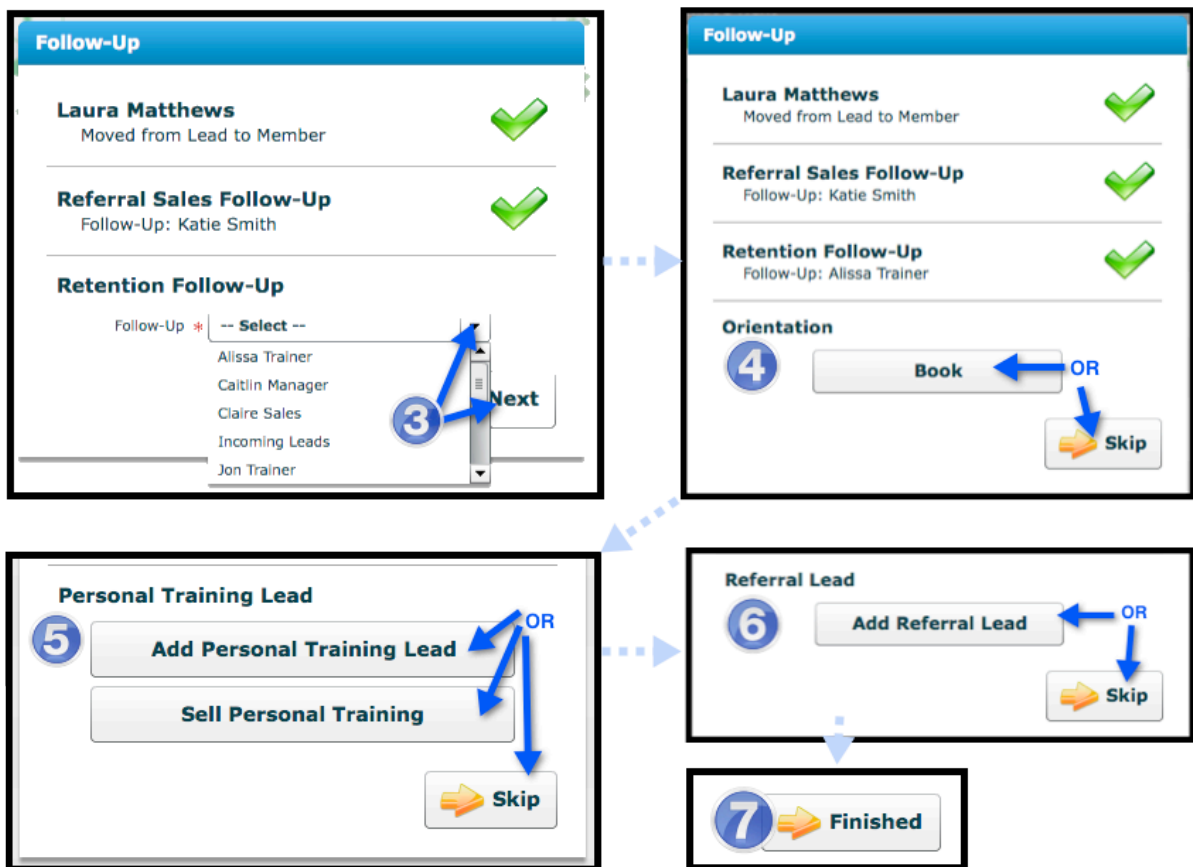 Follow-Up
Laura Matthews
Moved from Lead to Member
Referral Sales Follow-Up
Follow-Up: Katie Smith
Retention Follow-Up
Follow-Up * -- Select --
Alissa Trainer
Caitlin Manager
Claire Sales
Incoming Leads
Jon Trainer
3
Next
Follow-Up
Laura Matthews
Moved from Lead to Member
Referral Sales Follow-Up
Follow-Up: Katie Smith
Retention Follow-Up
Follow-Up: Alissa Trainer
Orientation
4 Book OR
Skip
Personal Training Lead
5 OR
Add Personal Training Lead
Sell Personal Training
Skip
Referral Lead
6 Add Referral Lead OR
Skip
7 Finished